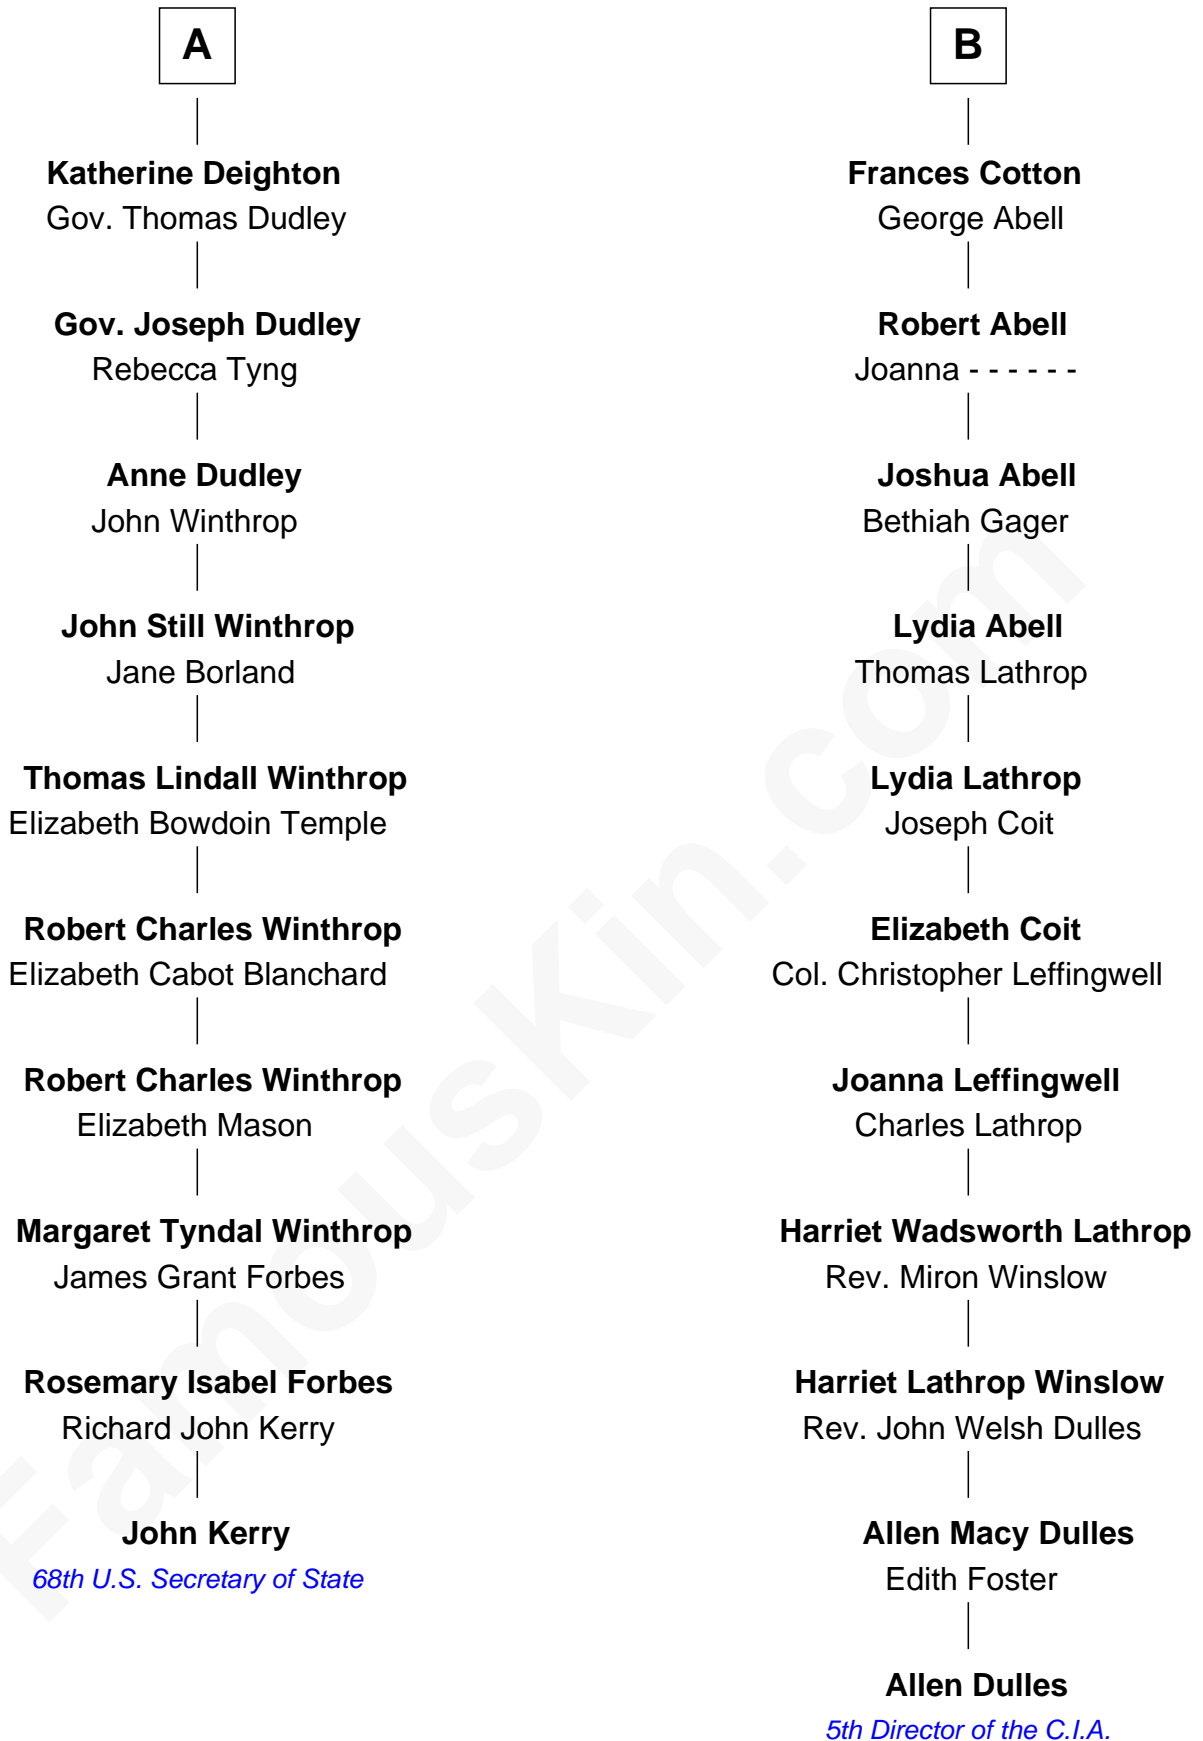 A
Katherine Deighton
Gov. Thomas Dudley
Gov. Joseph Dudley
Rebecca Tyng
Anne Dudley
John Winthrop
John Still Winthrop
Jane Borland
Thomas Lindall Winthrop
Elizabeth Bowdoin Temple
Robert Charles Winthrop
Elizabeth Cabot Blanchard
Robert Charles Winthrop
Elizabeth Mason
Margaret Tyndal Winthrop
James Grant Forbes
Rosemary Isabel Forbes
Richard John Kerry
John Kerry
68th U.S. Secretary of State
B
Frances Cotton
George Abell
Robert Abell
Joanna - - - - - -
Joshua Abell
Bethiah Gager
Lydia Abell
Thomas Lathrop
Lydia Lathrop
Joseph Coit
Elizabeth Coit
Col. Christopher Leffingwell
Joanna Leffingwell
Charles Lathrop
Harriet Wadsworth Lathrop
Rev. Miron Winslow
Harriet Lathrop Winslow
Rev. John Welsh Dulles
Allen Macy Dulles
Edith Foster
Allen Dulles
5th Director of the C.I.A.
FamousKin.com